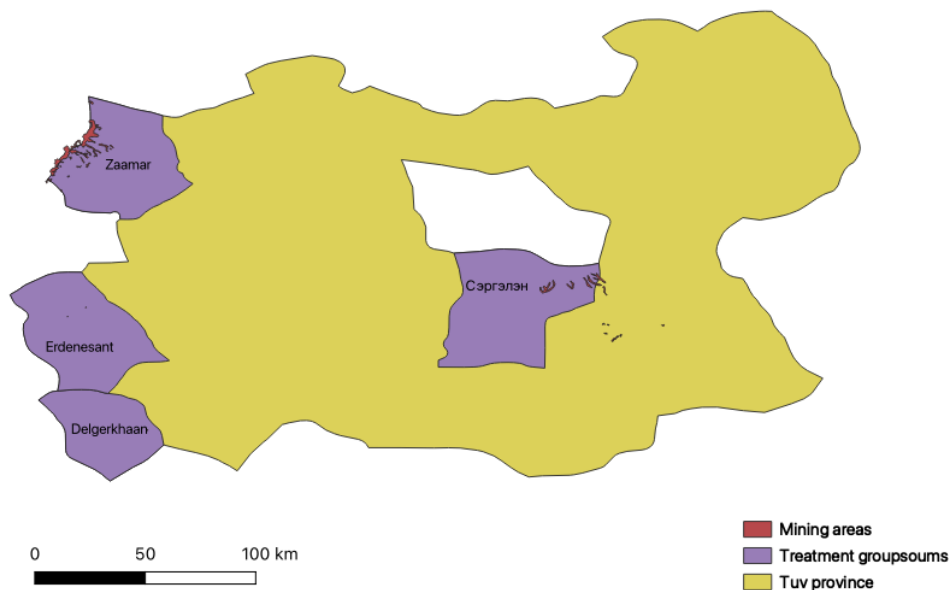 Zaamar
Сэргэлэн
Erdenesant
Delgerkhaan
0 50 100 km
Mining areas
Treatment groupsoums
Tuv province